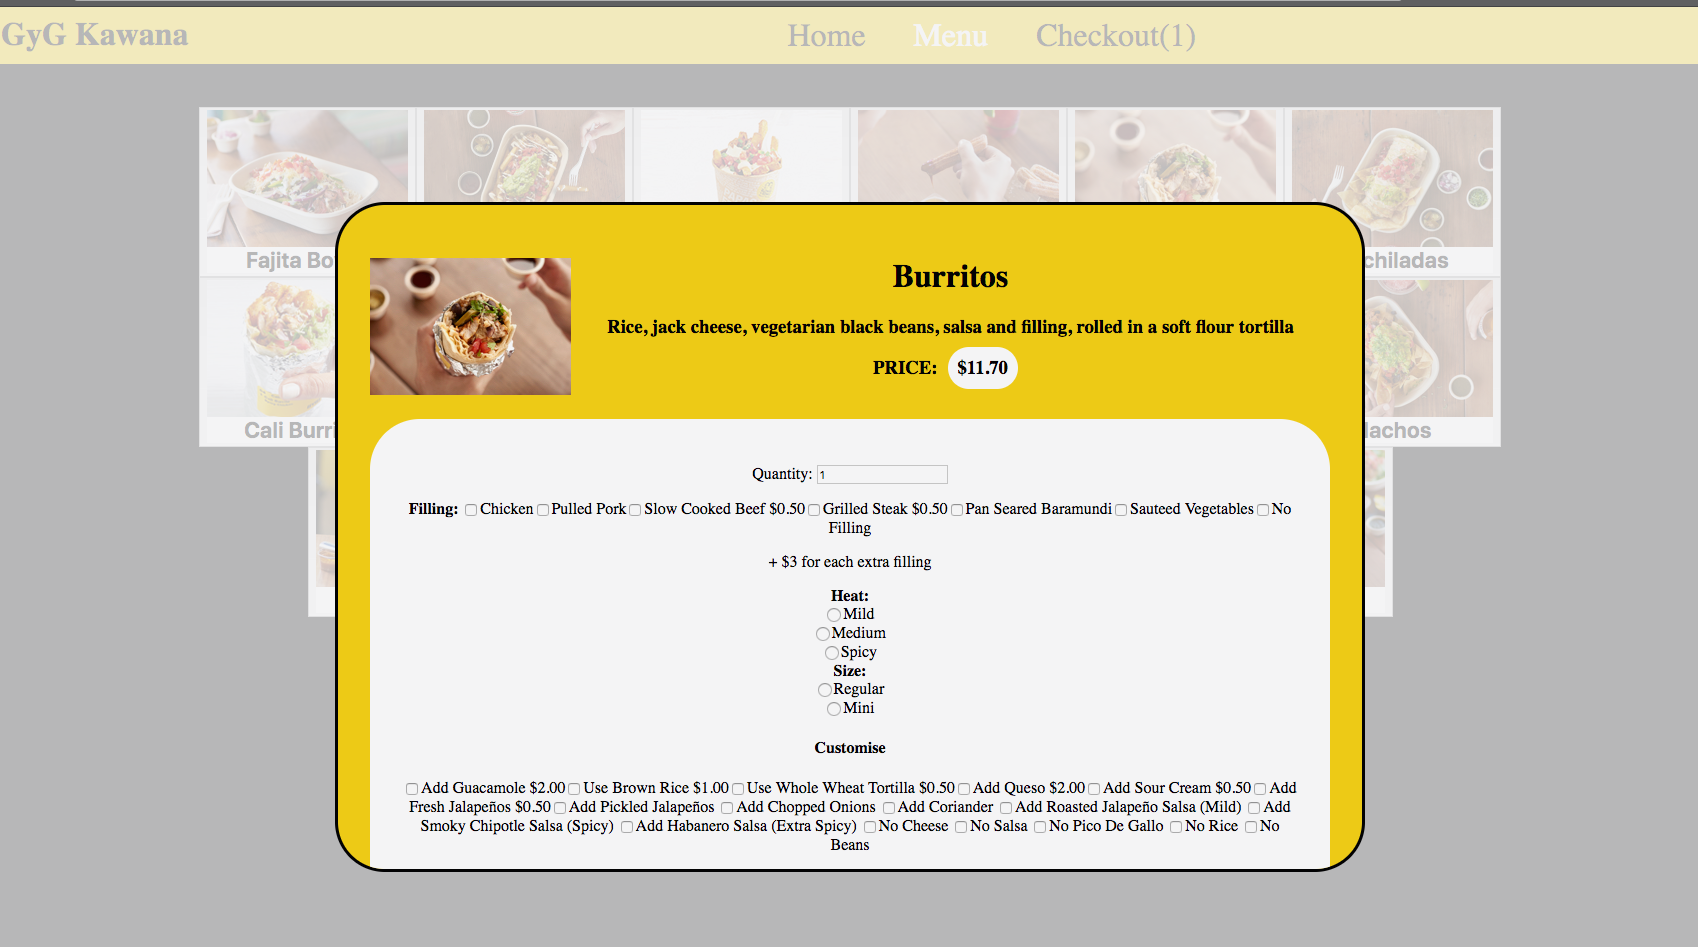 GyG Kawana
Home Menu Checkout(1)
Fajita Bo
chiladas
Cali Burri
achos
Burritos
Rice, jack cheese, vegetarian black beans, salsa and filling, rolled in a soft flour tortilla
PRICE: $11.70
Quantity: 1
Filling: Chicken Pulled Pork Slow Cooked Beef $0.50 Grilled Steak $0.50 Pan Seared Baramundi Sauteed Vegetables No
Filling
+ $3 for each extra filling
Heat:
Mild
Medium
Spicy
Size:
Regular
Mini
Customise
Add Guacamole $2.00 Use Brown Rice $1.00 Use Whole Wheat Tortilla $0.50 Add Queso $2.00 Add Sour Cream $0.50 Add
Fresh Jalapeños $0.50 Add Pickled Jalapeños Add Chopped Onions Add Coriander Add Roasted Jalapeño Salsa (Mild) Add
Smoky Chipotle Salsa (Spicy) Add Habanero Salsa (Extra Spicy) No Cheese No Salsa No Pico De Gallo No Rice No
Beans